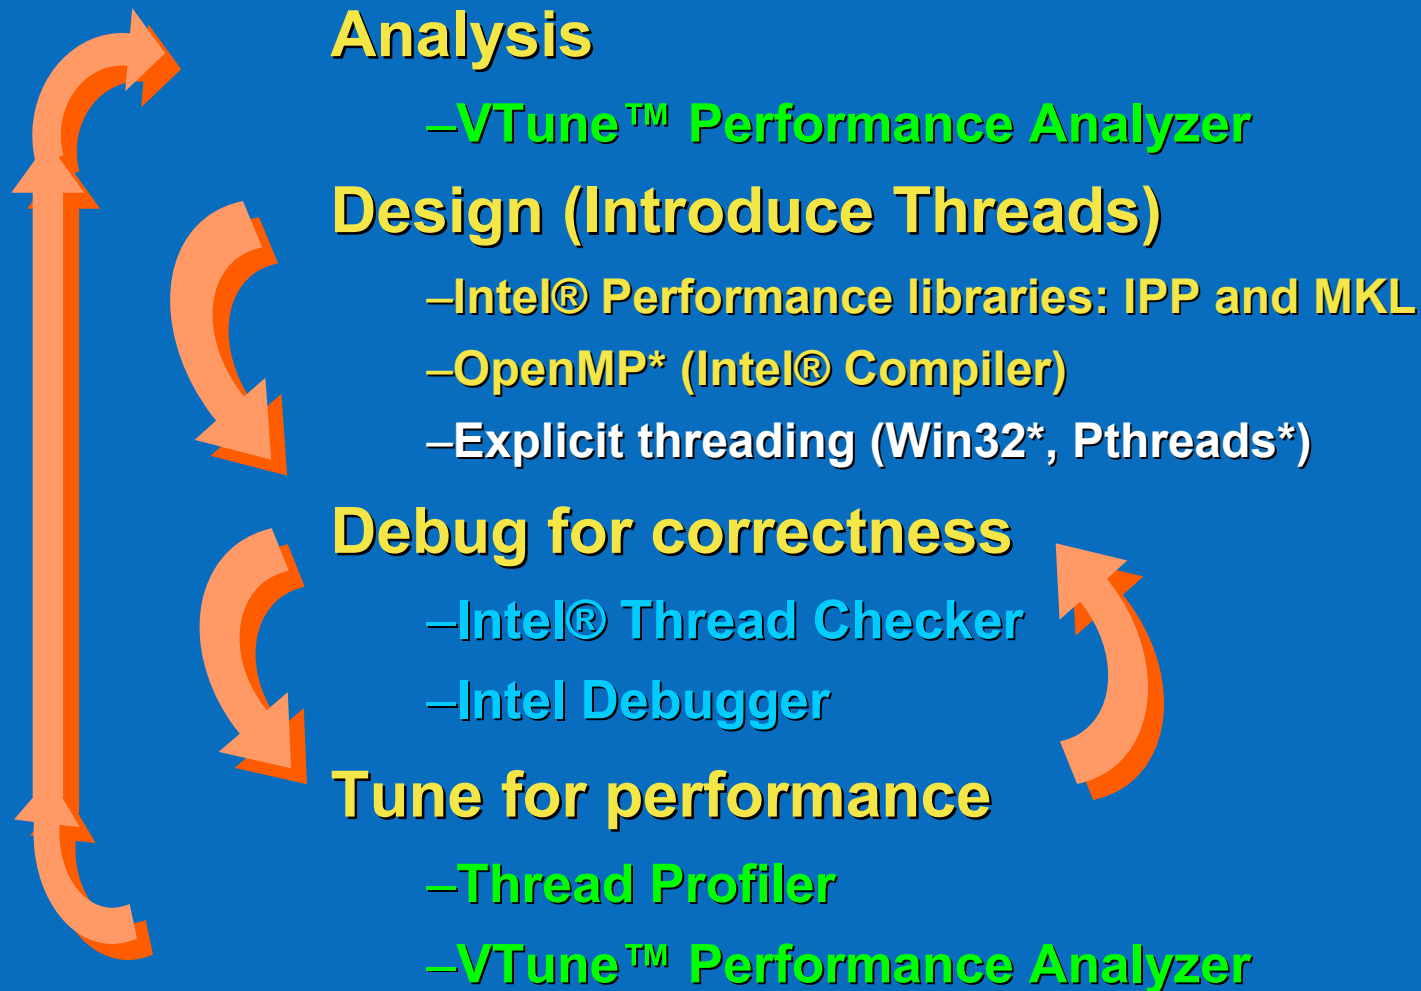 Analysis
–VTune™ Performance Analyzer
Design (Introduce Threads)
–Intel® Performance libraries: IPP and MKL
–OpenMP* (Intel® Compiler)
–Explicit threading (Win32*, Pthreads*)
Debug for correctness
–Intel® Thread Checker
–Intel Debugger
Tune for performance
–Thread Profiler
–VTune™ Performance Analyzer